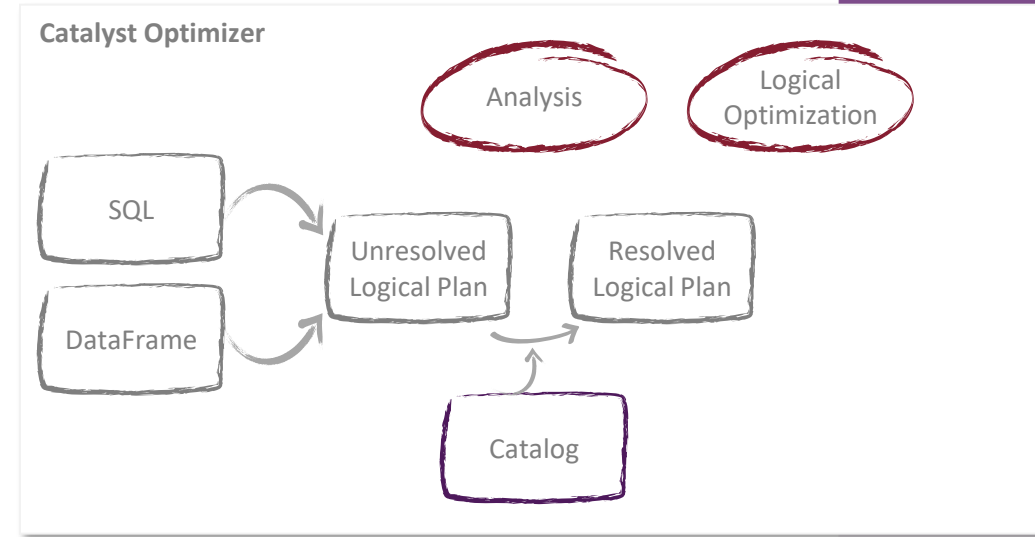 Catalyst Optimizer
Analysis
Logical
Optimization
SQL
Unresolved
Logical Plan
Resolved
Logical Plan
DataFrame
Catalog